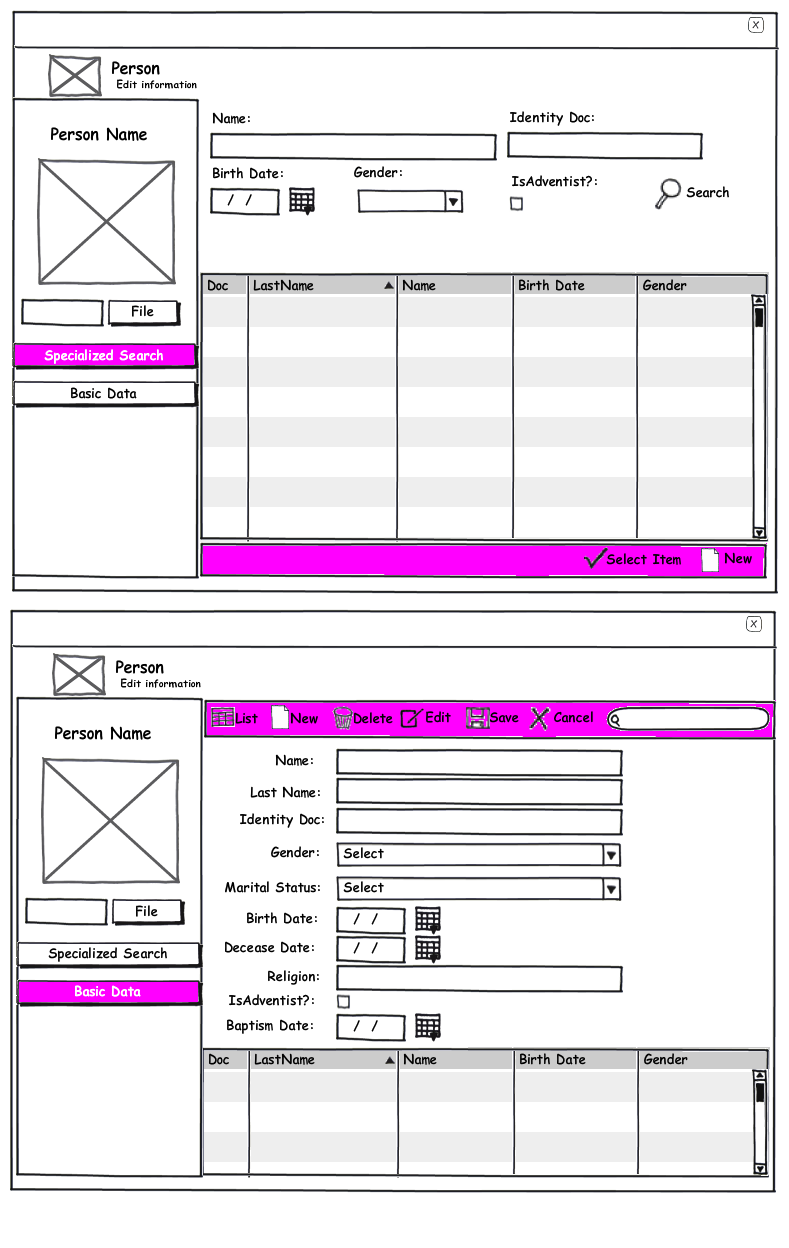 x
Person
Edit information
Person Name
File
Specialized Search
Basic Data
Name:
Identity Doc:
Birth Date:
Gender:
IsAdventist?:
/ /
Search
Doc LastName Name Birth Date Gender
Select Item New
x
Person
Edit information
Person Name
File
Specialized Search
Basic Data
List New Delete Edit Save Cancel
Name:
Last Name:
Identity Doc:
Gender: Select
Marital Status: Select
Birth Date: / /
Decease Date: / /
Religion:
IsAdventist?:
Baptism Date: / /
Doc LastName Name Birth Date Gender